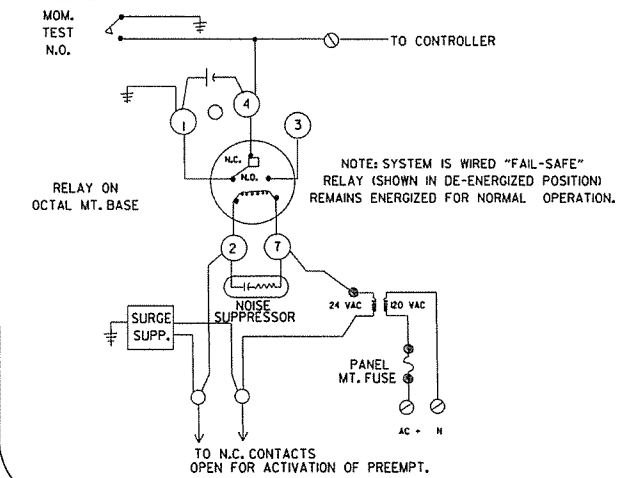 MOM.
TEST
N.O.
TO CONTROLLER
1
4
3
N.C.
N.O.
NOTE: SYSTEM IS WIRED "FAIL-SAFE"
RELAY (SHOWN IN DE-ENERGIZED POSITION)
REMAINS ENERGIZED FOR NORMAL OPERATION.
RELAY ON
OCTAL MT. BASE
2
7
24 VAC
120 VAC
NOISE
SUPPRESSOR
SURGE
SUPP.
PANEL
MT. FUSE
AC +
N
TO N.C. CONTACTS
OPEN FOR ACTIVATION OF PREEMPT.